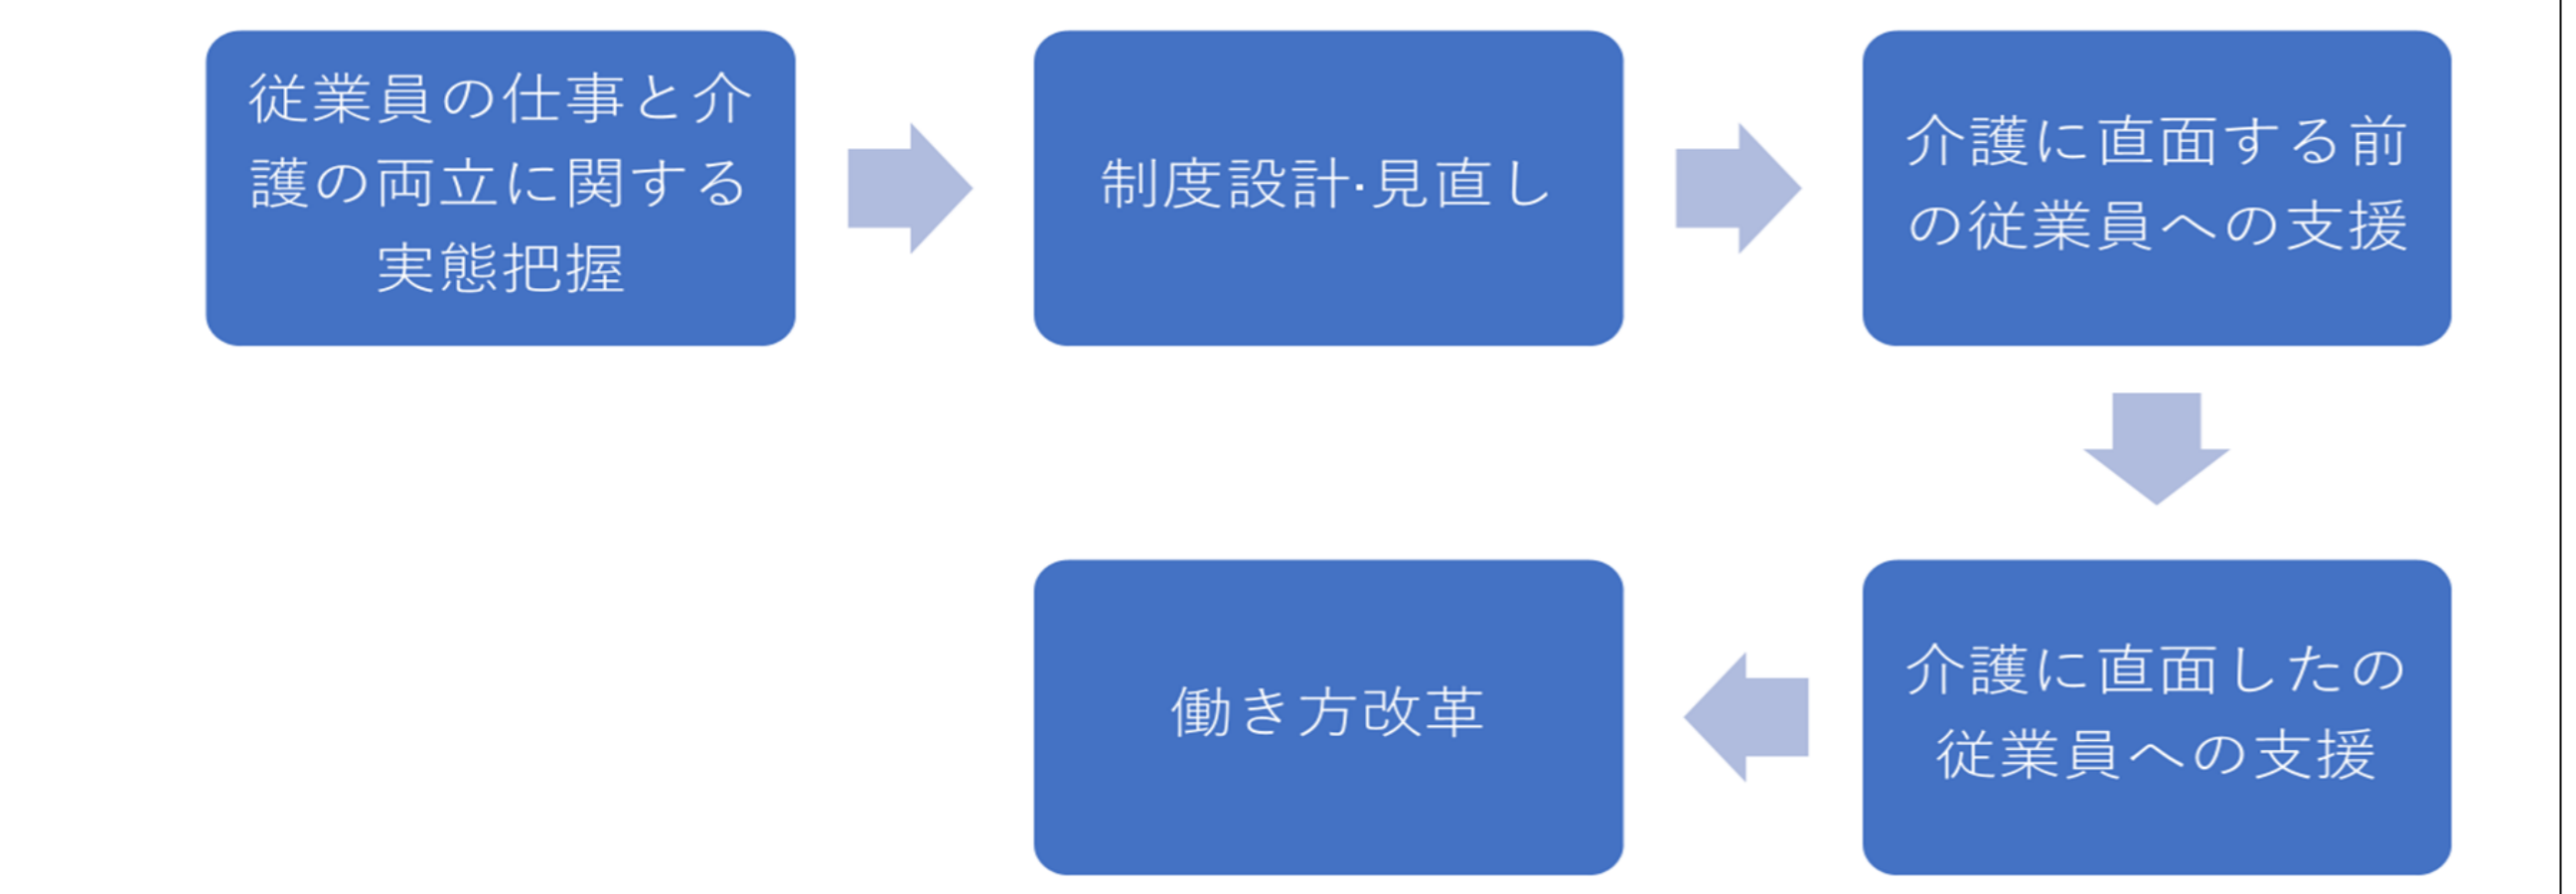 従業員の仕事と介
護の両立に関する
実態把握
制度設計·見直し
介護に直面する前
の従業員への支援
介護に直面したの
従業員への支援
働き方改革